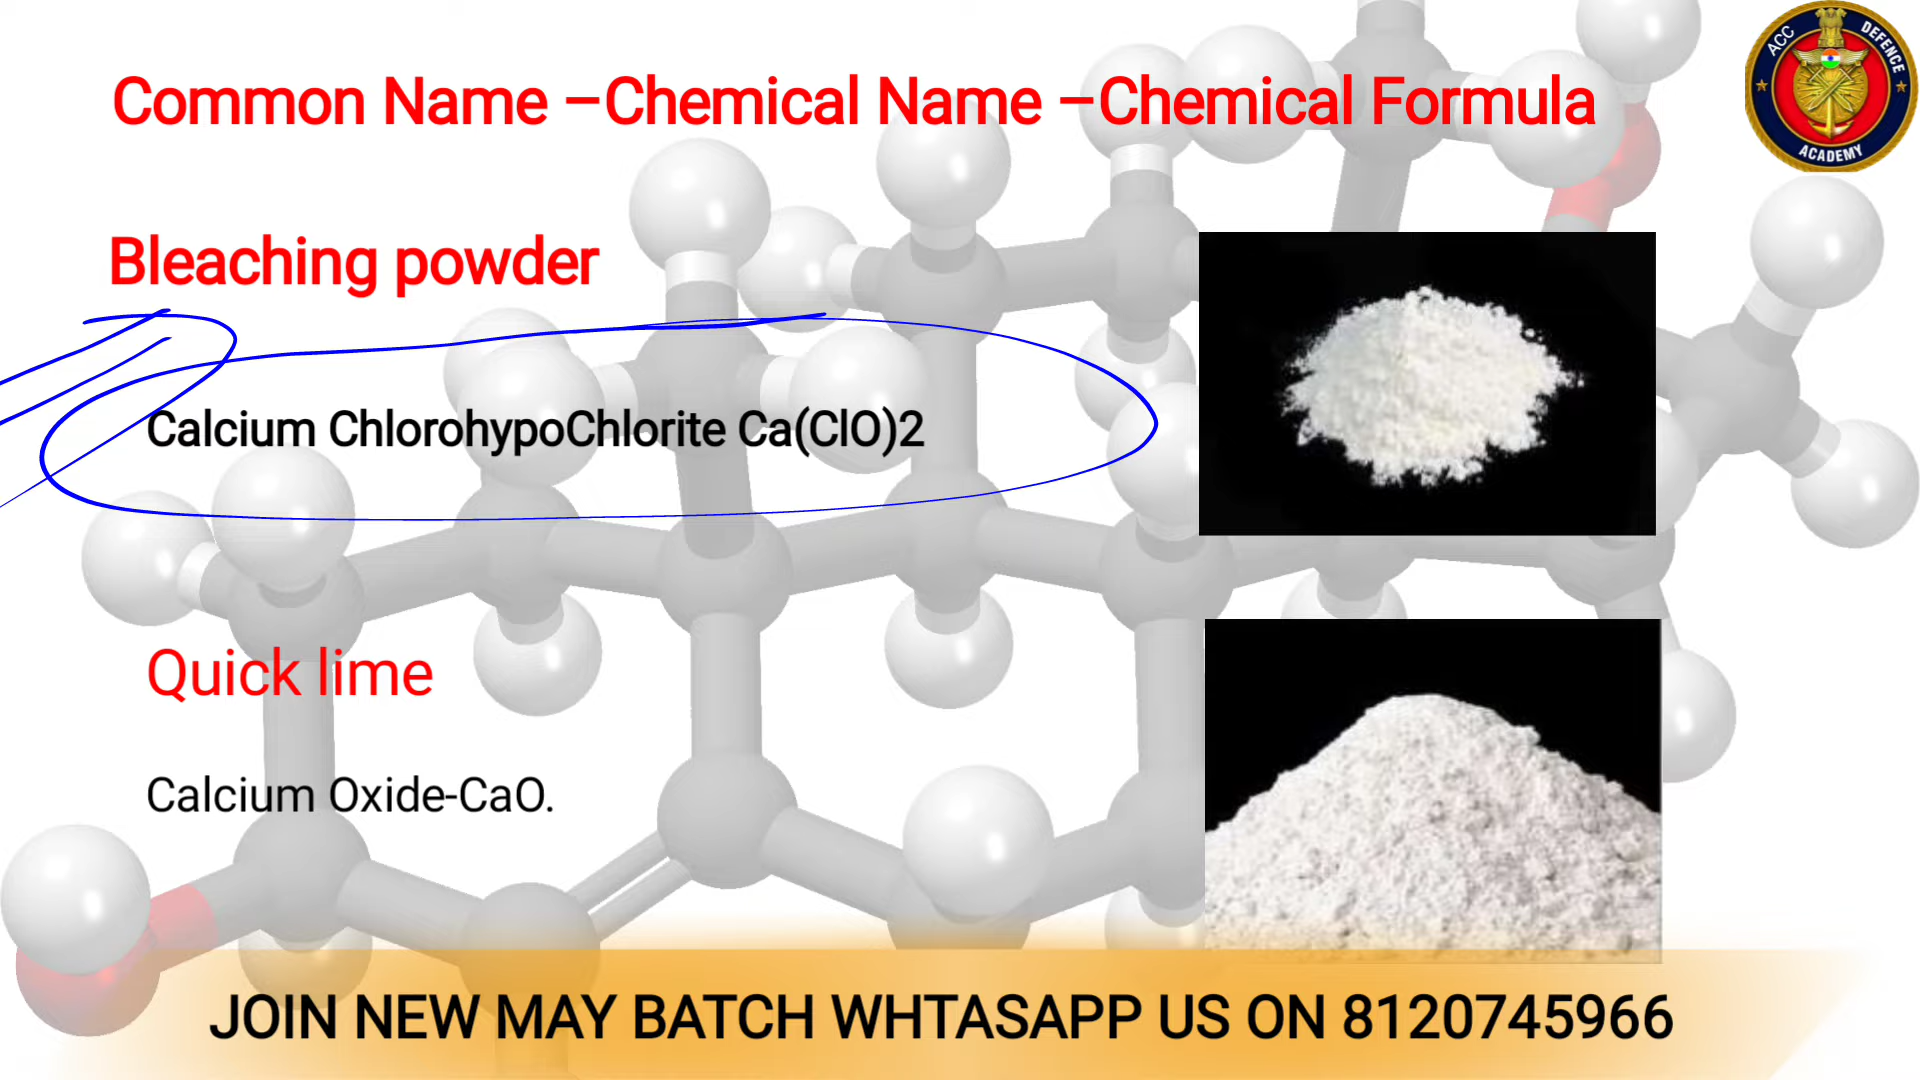 Common Name –Chemical Name –Chemical Formula
ACC DEFENCE
ACADEMY
Bleaching powder
Calcium ChlorohypoChlorite Ca(ClO)2
Quick lime
Calcium Oxide-CaO.
JOIN NEW MAY BATCH WHTASAPP US ON 8120745966